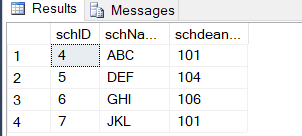 Results Messages
schID schNa... schdean...
1 4 ABC 101
2 5 DEF 104
3 6 GHI 106
4 7 JKL 101